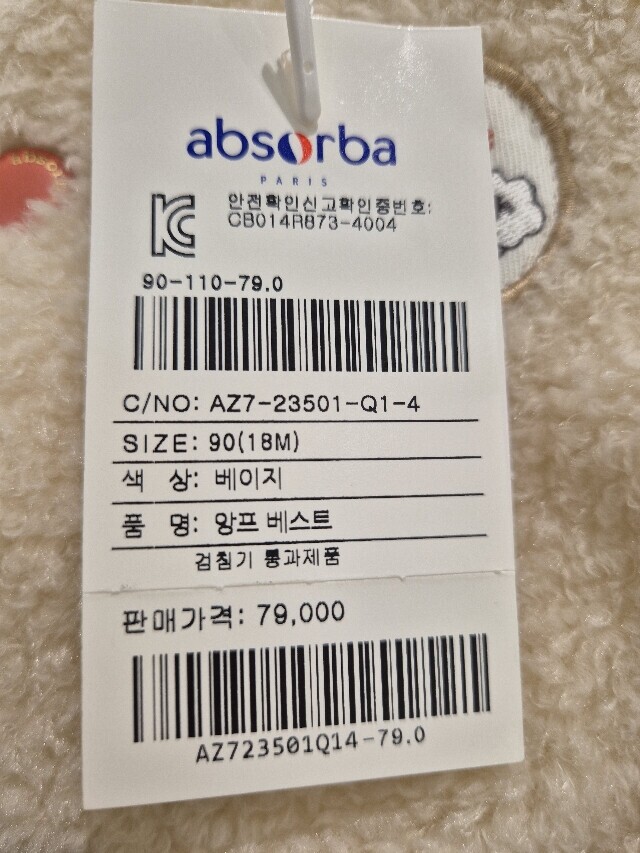 absorba
PARIS
안전확인신고확인증번호:
CB014R873-4004
90-110-79.0
C/NO: AZ7-23501-Q1-4
SIZE: 90(18M)
색 상: 베이지
품 명: 앙프 베스트
검침기 통과제품
판매가격: 79,000
AZ723501Q14-79.0